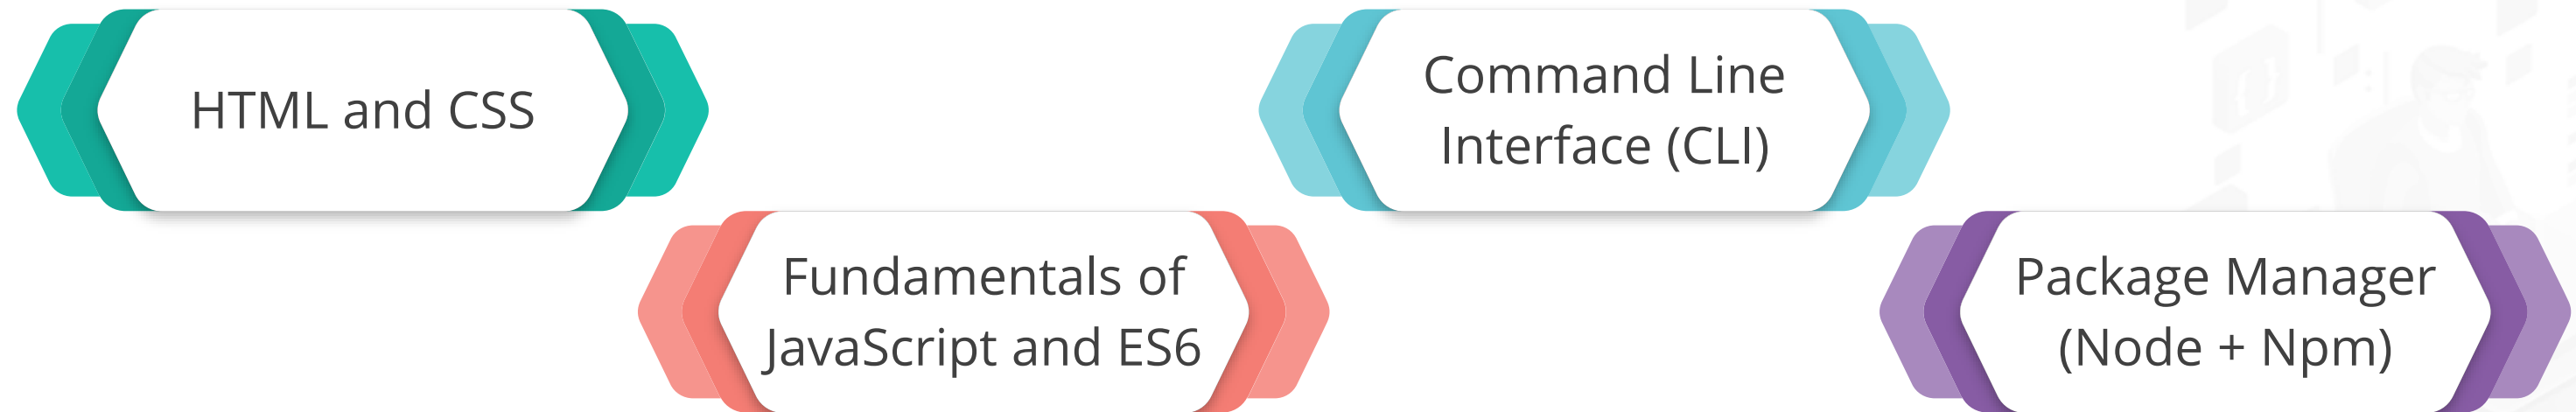 HTML and CSS
Fundamentals of
JavaScript and ES6
Command Line
Interface (CLI)
Package Manager
(Node + Npm)